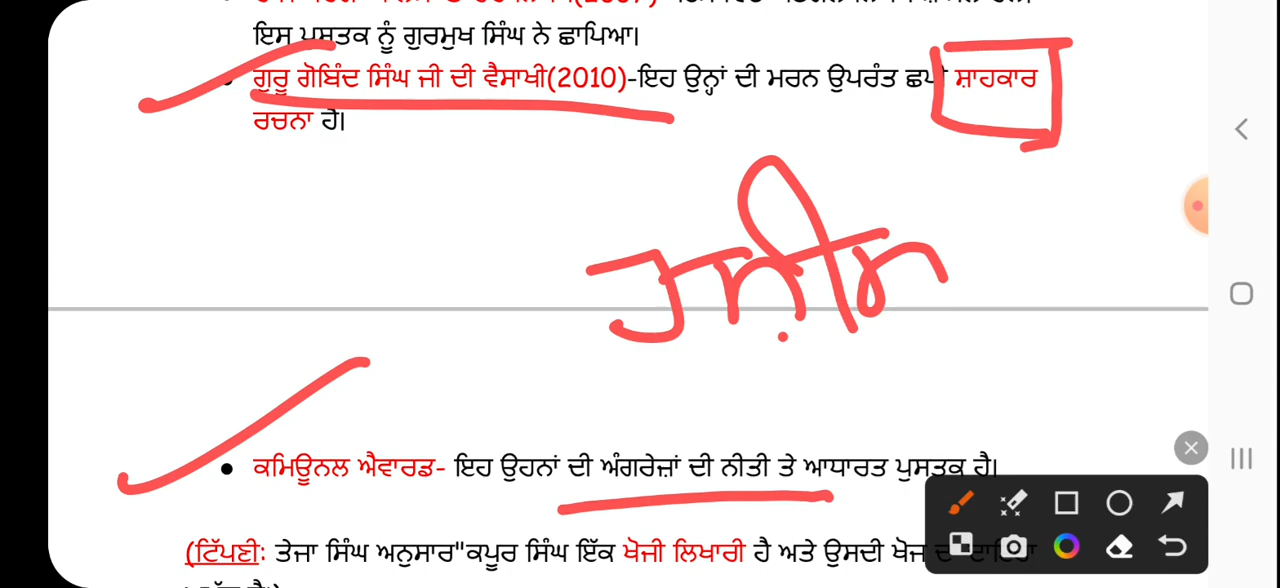 ਇਸ ਪੁਸਤਕ ਨੂੰ ਗੁਰਮੁਖ ਸਿੰਘ ਨੇ ਛਾਪਿਆ।
ਗੁਰੂ ਗੋਬਿੰਦ ਸਿੰਘ ਜੀ ਦੀ ਵੈਸਾਖੀ(2010)-ਇਹ ਉਨ੍ਹਾਂ ਦੀ ਮਰਨ ਉਪਰੰਤ ਛਪੀ ਸ਼ਾਹਕਾਰ
ਰਚਨਾ ਹੈ।
• ਕਮਿਊਨਲ ਐਵਾਰਡ- ਇਹ ਉਹਨਾਂ ਦੀ ਅੰਗਰੇਜ਼ਾਂ ਦੀ ਨੀਤੀ ਤੇ ਆਧਾਰਤ ਪੁਸਤਕ ਹੈ।
(ਟਿੱਪਣੀ: ਤੇਜਾ ਸਿੰਘ ਅਨੁਸਾਰ"ਕਪੂਰ ਸਿੰਘ ਇੱਕ ਖੋਜੀ ਲਿਖਾਰੀ ਹੈ ਅਤੇ ਉਸਦੀ ਖੋਜ